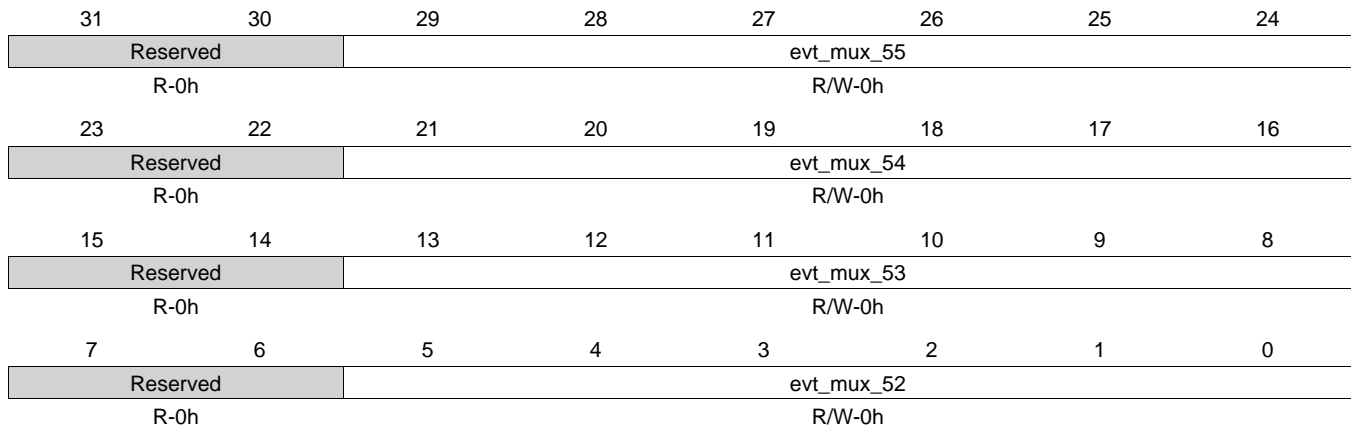 31 30 29 28 27 26 25 24
Reserved evt_mux_55
R-0h R/W-0h
23 22 21 20 19 18 17 16
Reserved evt_mux_54
R-0h R/W-0h
15 14 13 12 11 10 9 8
Reserved evt_mux_53
R-0h R/W-0h
7 6 5 4 3 2 1 0
Reserved evt_mux_52
R-0h R/W-0h